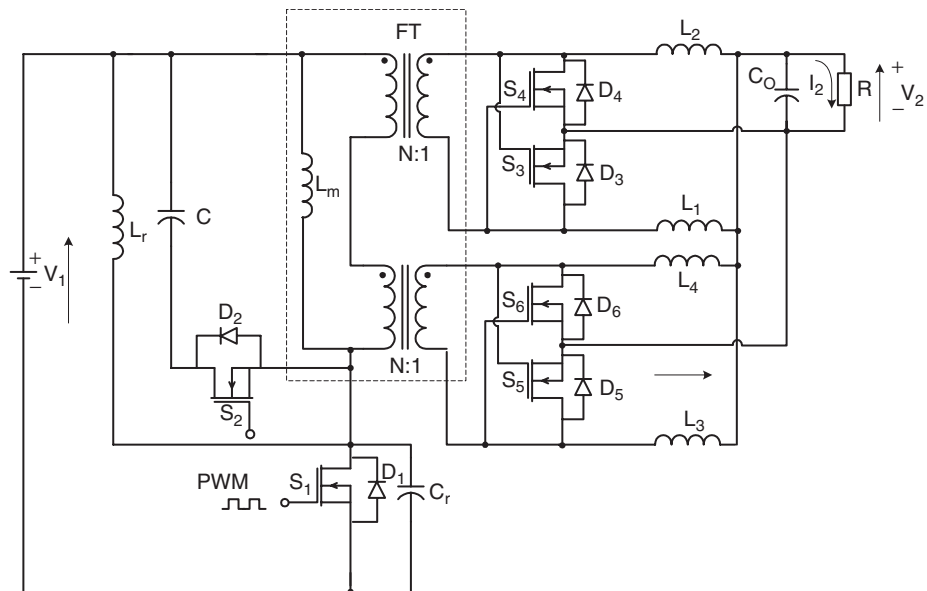 FT
L2
S4
D4
CO
I2
R
+
V2
−
N:1
S3
D3
Lm
Lr
C
L1
+
V1
−
L4
D2
S6
D6
N:1
S5
D5
S2
L3
PWM
S1
D1
Cr